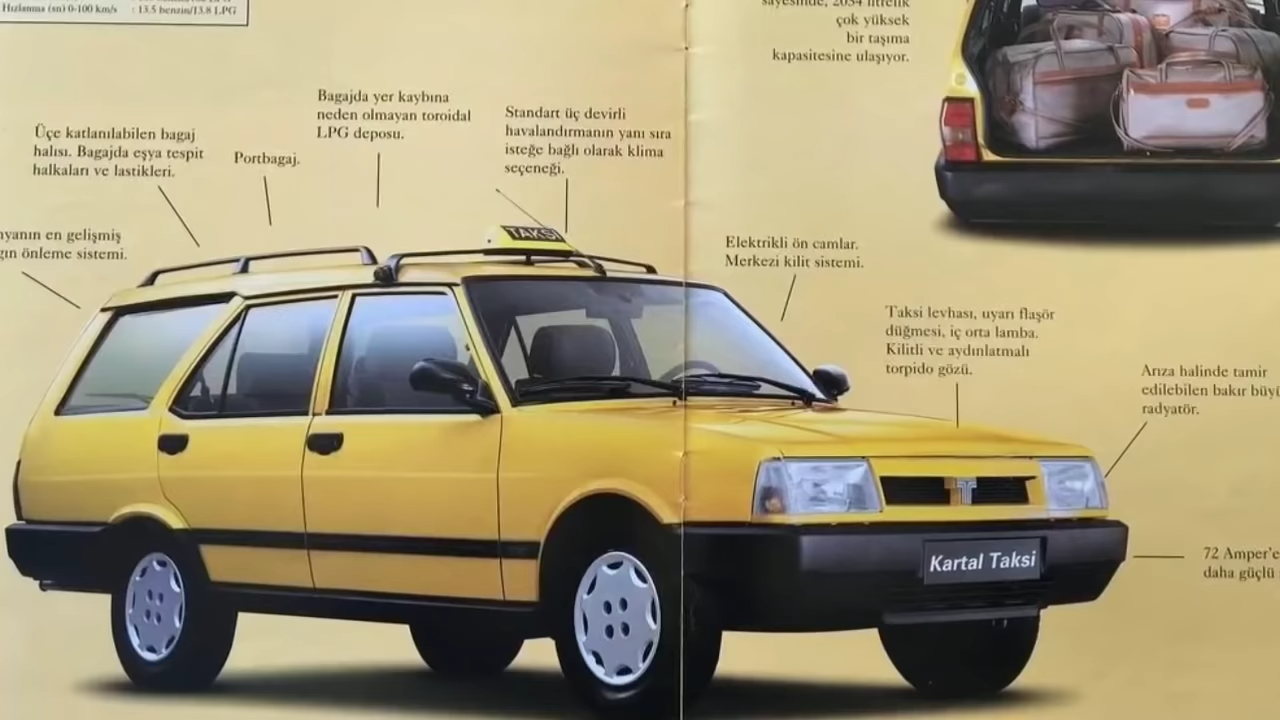 Hızlanma (sn) 0-100 km/s : 13.5 benzin/13.8 LPG
sayesinde, 2034 litrelik
çok yüksek
bir taşıma
kapasitesine ulaşıyor.
Bagajda yer kaybına
neden olmayan toroidal
LPG deposu.
Standart üç devirli
havalandırmanın yanı sıra
isteğe bağlı olarak klima
seçeneği.
Üçe katlanılabilen bagaj
halısı. Bagajda eşya tespit
halkaları ve lastikleri.
Portbagaj.
en gelişmiş
önleme sistemi.
TAKSİ
Elektrikli ön camlar.
Merkezi kilit sistemi.
Taksi levhası, uyarı flaşör
düğmesi, iç orta lamba.
Kilitli ve aydınlatmalı
torpido gözü.
Arıza halinde tamir
edilebilen bakır
radyatör.
Kartal Taksi
72 Amper'e
daha güçlü